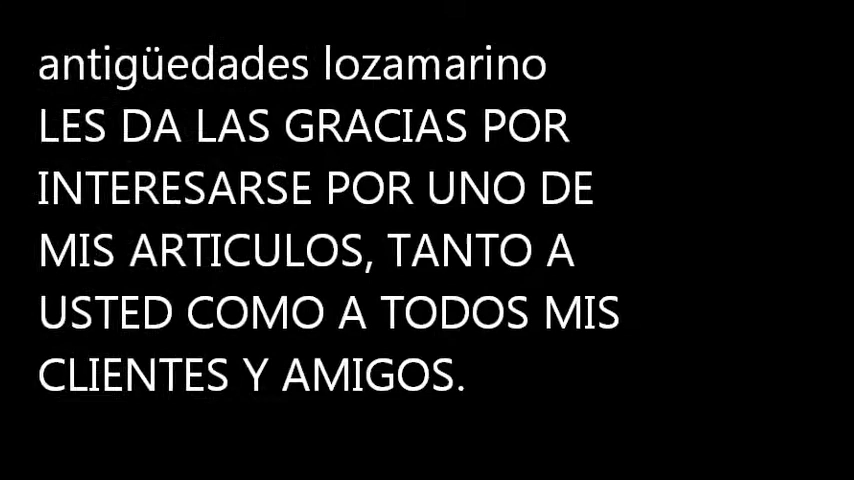 antigüedades lozamarino
LES DA LAS GRACIAS POR
INTERESARSE POR UNO DE
MIS ARTICULOS, TANTO A
USTED COMO A TODOS MIS
CLIENTES Y AMIGOS.